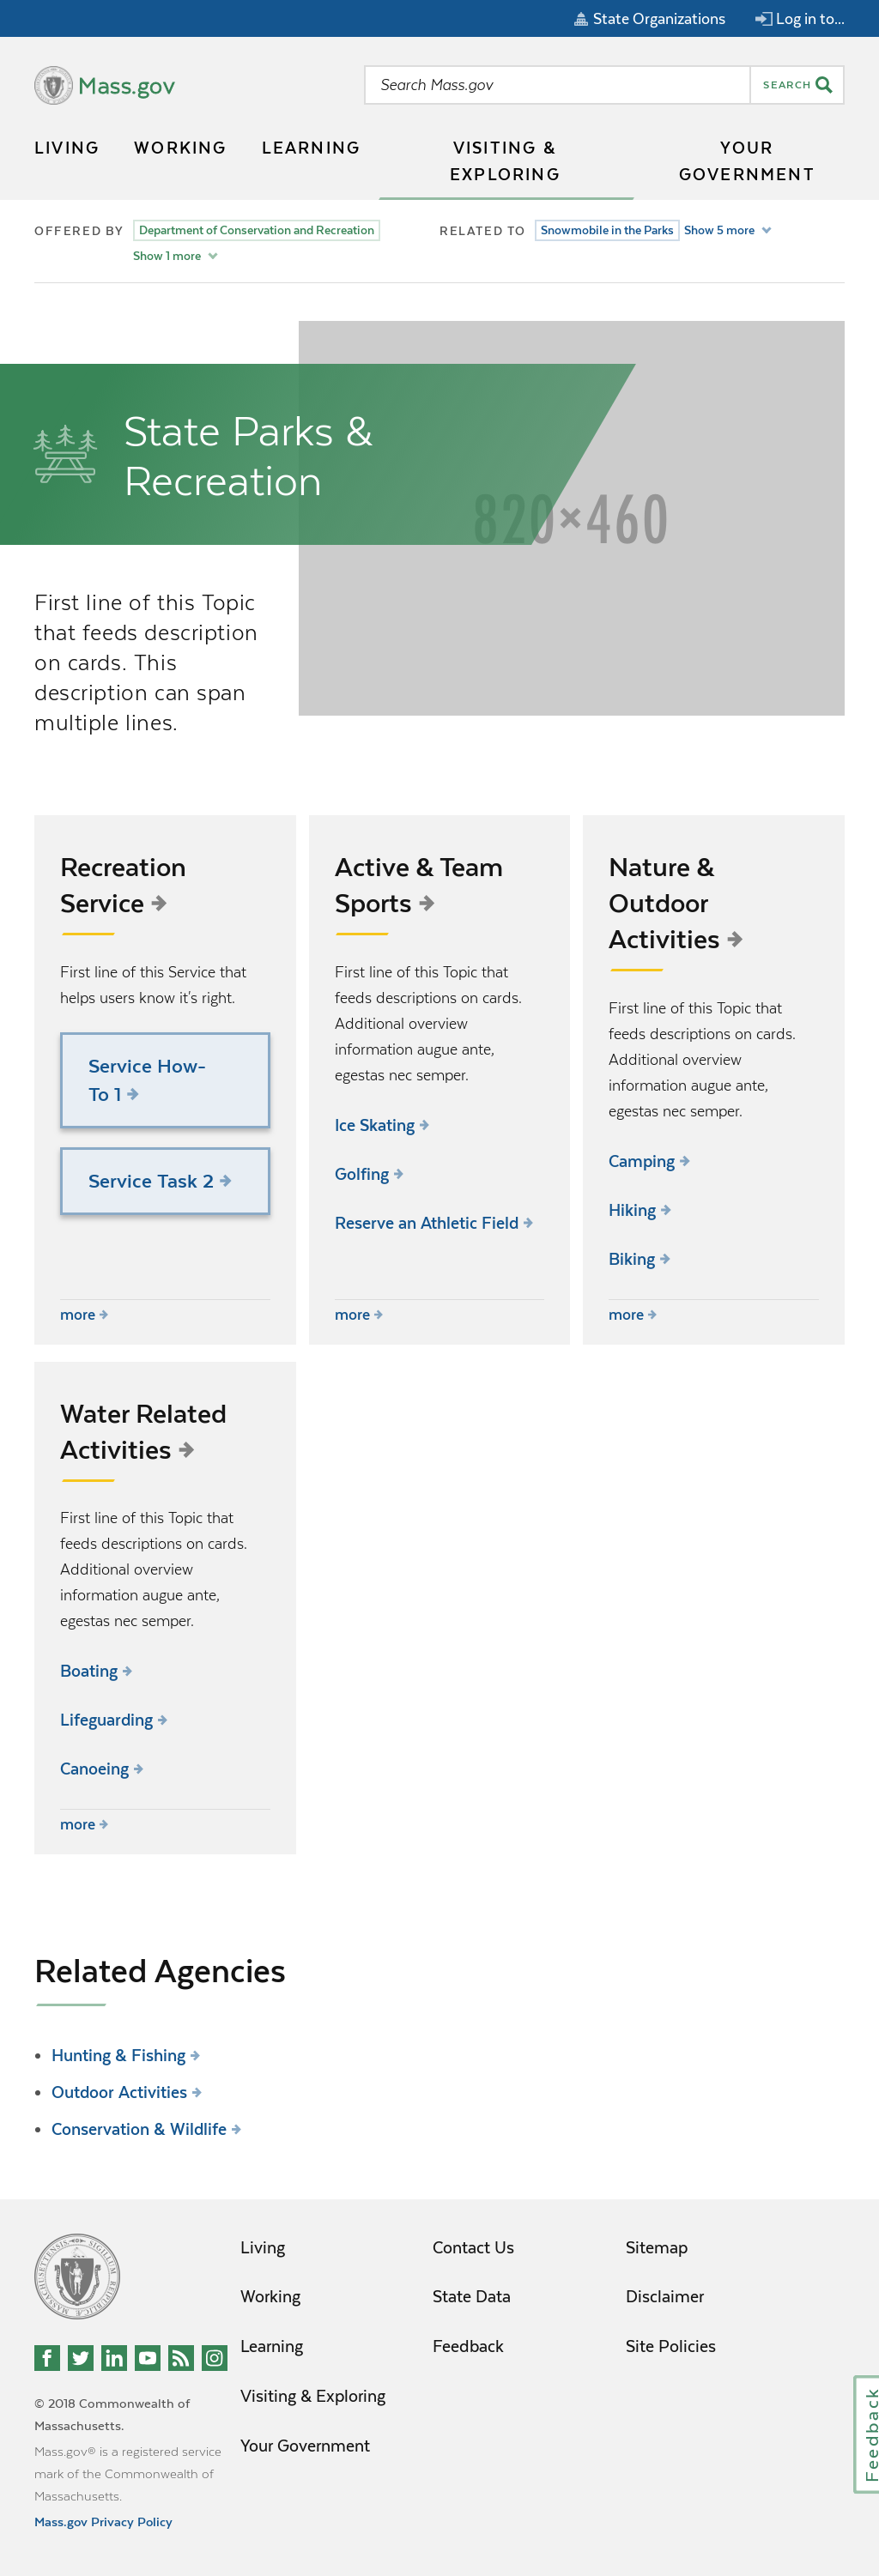 State Organizations
Log in to...
Mass.gov
Search Mass.gov
SEARCH
LIVING
WORKING
LEARNING
VISITING &
EXPLORING
YOUR
GOVERNMENT
OFFERED BY
Department of Conservation and Recreation
Show 1 more
RELATED TO
Snowmobile in the Parks
Show 5 more
State Parks &
Recreation
820×460
First line of this Topic
that feeds description
on cards. This
description can span
multiple lines.
Recreation
Service
First line of this Service that
helps users know it's right.
Service How-
To 1
Service Task 2
more
Active & Team
Sports
First line of this Topic that
feeds descriptions on cards.
Additional overview
information augue ante,
egestas nec semper.
Ice Skating
Golfing
Reserve an Athletic Field
more
Nature &
Outdoor
Activities
First line of this Topic that
feeds descriptions on cards.
Additional overview
information augue ante,
egestas nec semper.
Camping
Hiking
Biking
more
Water Related
Activities
First line of this Topic that
feeds descriptions on cards.
Additional overview
information augue ante,
egestas nec semper.
Boating
Lifeguarding
Canoeing
more
Related Agencies
• Hunting & Fishing
• Outdoor Activities
• Conservation & Wildlife
© 2018 Commonwealth of
Massachusetts.
Mass.gov® is a registered service
mark of the Commonwealth of
Massachusetts.
Mass.gov Privacy Policy
Living
Working
Learning
Visiting & Exploring
Your Government
Contact Us
State Data
Feedback
Sitemap
Disclaimer
Site Policies
Feedback